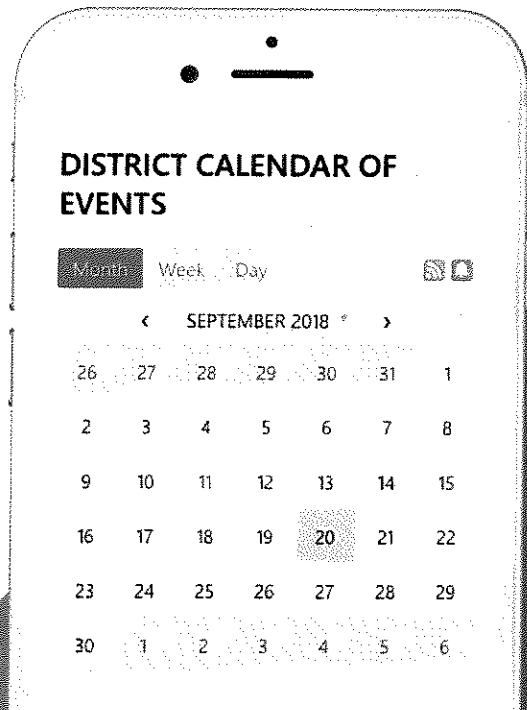 DISTRICT CALENDAR OF
EVENTS
Month Week Day
< SEPTEMBER 2018 >
26 27 28 29 30 31 1
2 3 4 5 6 7 8
9 10 11 12 13 14 15
16 17 18 19 20 21 22
23 24 25 26 27 28 29
30 1 2 3 4 5 6